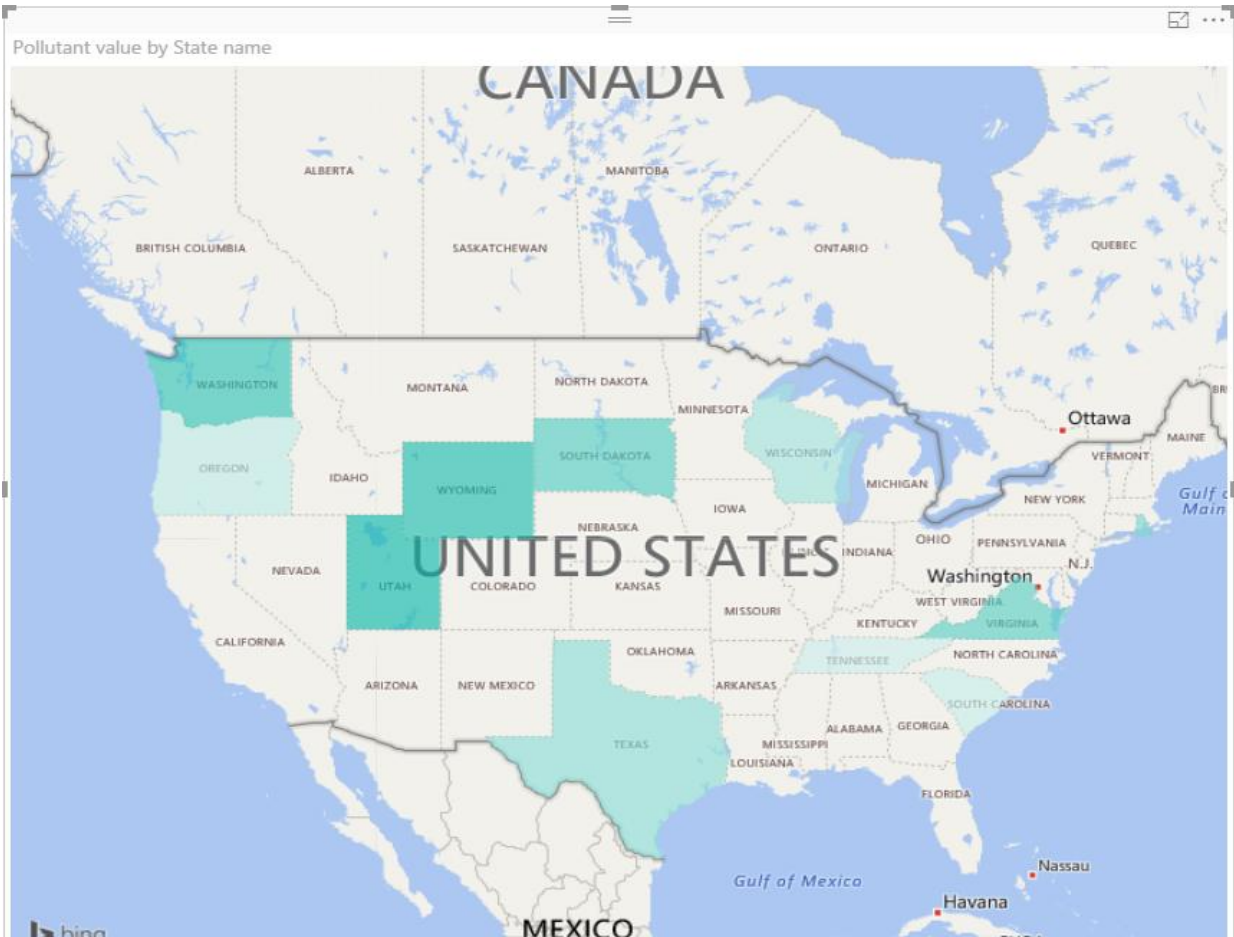 Pollutant value by State name
CANADA
ALBERTA
MANITOBA
BRITISH COLUMBIA
SASKATCHEWAN
ONTARIO
QUEBEC
WASHINGTON
MONTANA
NORTH DAKOTA
MINNESOTA
Ottawa
MAINE
OREGON
IDAHO
WYOMING
SOUTH DAKOTA
WISCONSIN
MICHIGAN
VERMONT
NEW YORK
IOWA
NEBRASKA
UNITED STATES
NEVADA
UTAH
COLORADO
KANSAS
INDIANA
OHIO
PENNSYLVANIA
N.J.
Washington
MISSOURI
WEST VIRGINIA
KENTUCKY
VIRGINIA
CALIFORNIA
ARIZONA
NEW MEXICO
OKLAHOMA
ARKANSAS
TENNESSEE
NORTH CAROLINA
SOUTH CAROLINA
TEXAS
MISSISSIPPI
ALABAMA
GEORGIA
LOUISIANA
FLORIDA
Gulf of Mexico
Nassau
Havana
MEXICO
bing